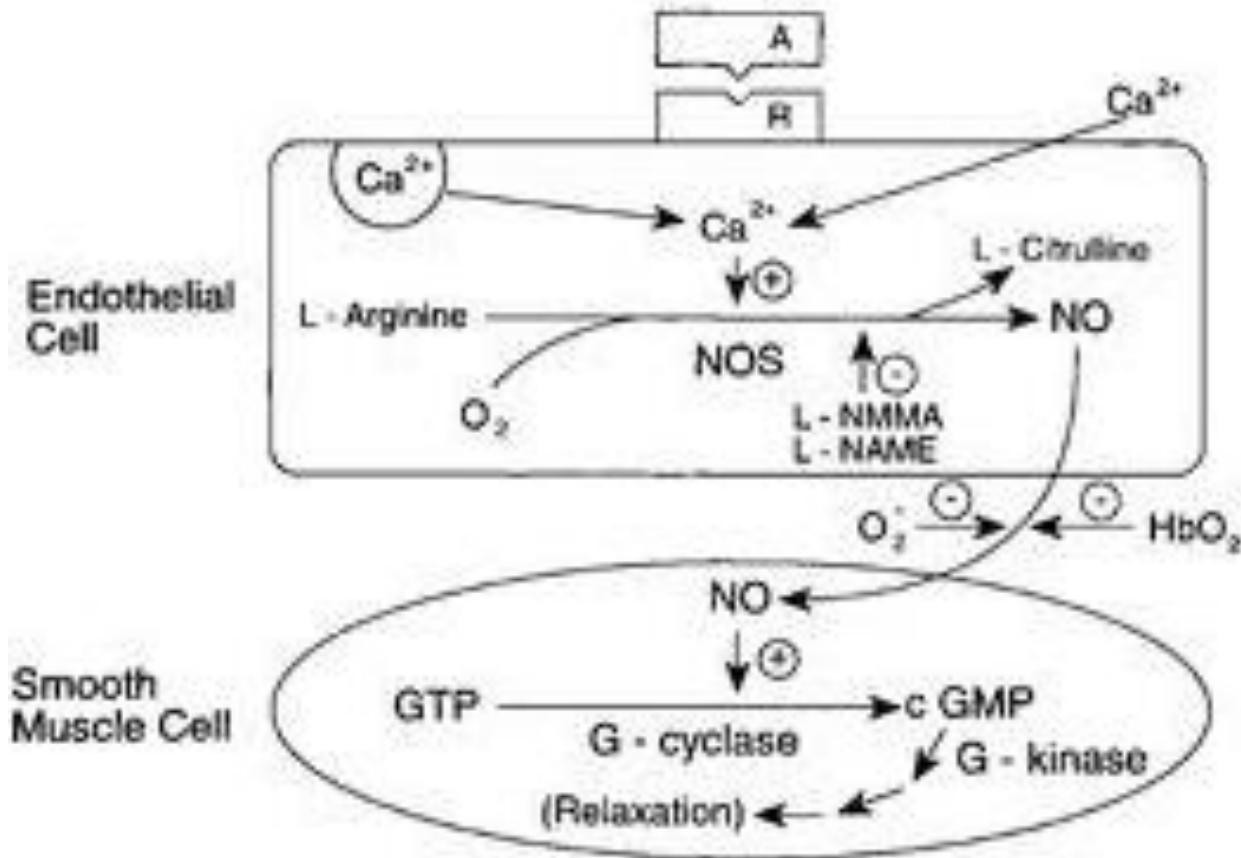 A
R
Ca²⁺
Ca²⁺
Ca²⁺
L - Citrulline
+
Endothelial
Cell
L - Arginine
NO
NOS
-
O₂
L - NMMA
L - NAME
-
-
O₂⁻
HbO₂
NO
+
Smooth
Muscle Cell
GTP
c GMP
G - cyclase
G - kinase
(Relaxation)